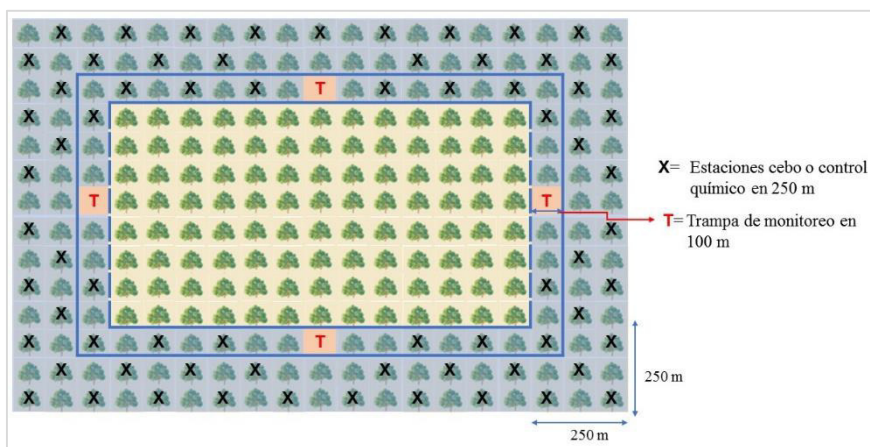 X X X X X X X X X
X X X X X X X X
X X X X T X X X X
X X X X
X X
X X
T T
X X
X X
X X X X
X X
X X X X T X X X X
X X X X X X X X
X X X X X X X X X X
X= Estaciones cebo o control
químico en 250 m
T= Trampa de monitoreo en
100 m
250 m
250 m